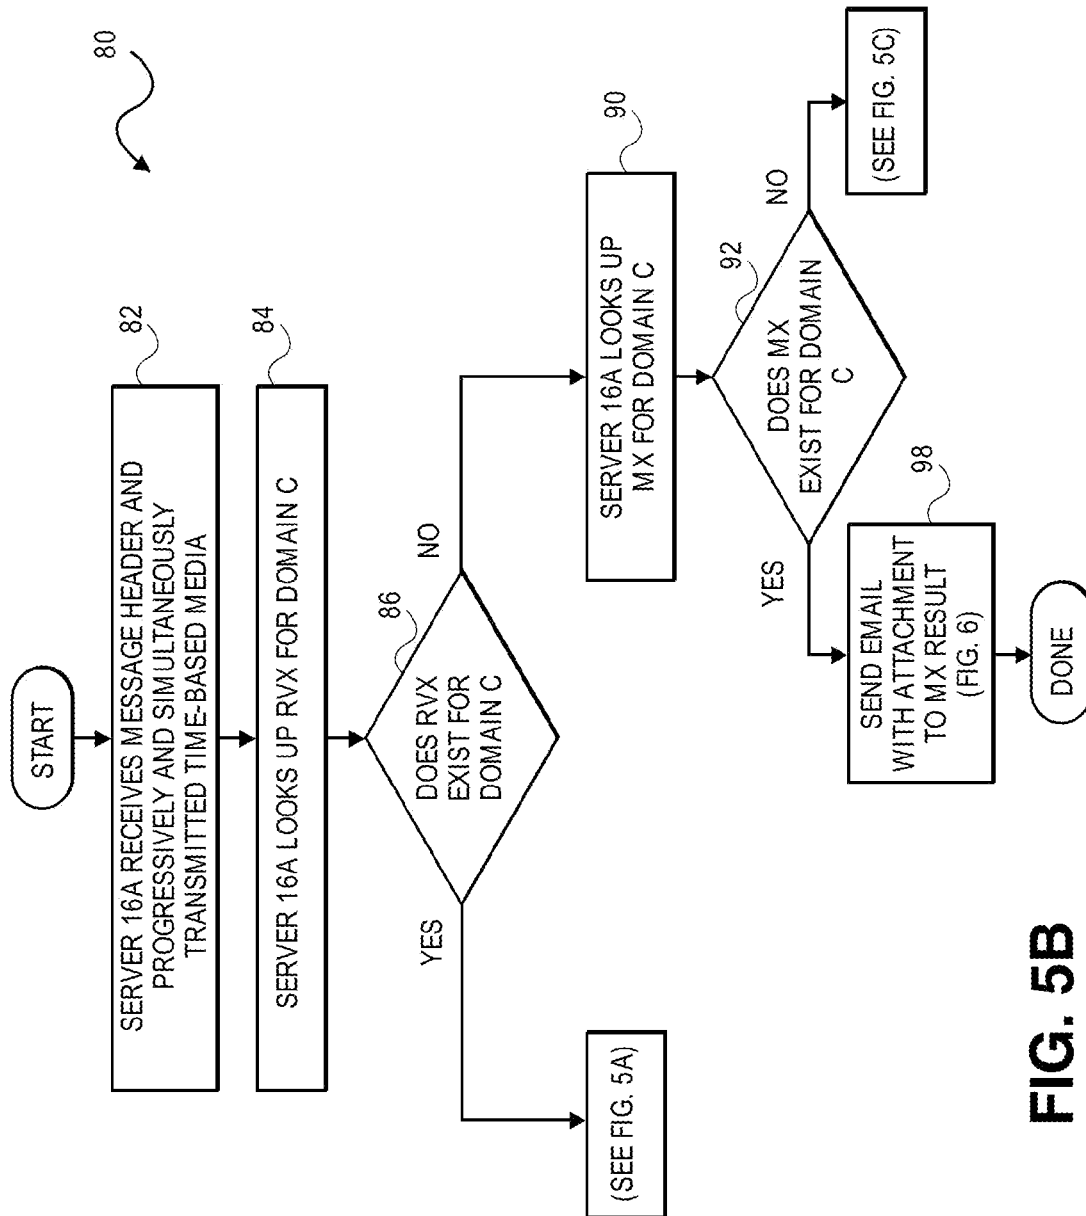 80
START
82
SERVER 16A RECEIVES MESSAGE HEADER AND
PROGRESSIVELY AND SIMULTANEOUSLY
TRANSMITTED TIME-BASED MEDIA
84
SERVER 16A LOOKS UP RVX FOR DOMAIN C
86
DOES RVX
EXIST FOR
DOMAIN C
YES
NO
(SEE FIG. 5A)
90
SERVER 16A LOOKS UP
MX FOR DOMAIN C
92
DOES MX
EXIST FOR DOMAIN
C
YES
NO
(SEE FIG. 5C)
98
SEND EMAIL
WITH ATTACHMENT
TO MX RESULT
(FIG. 6)
DONE
FIG. 5B